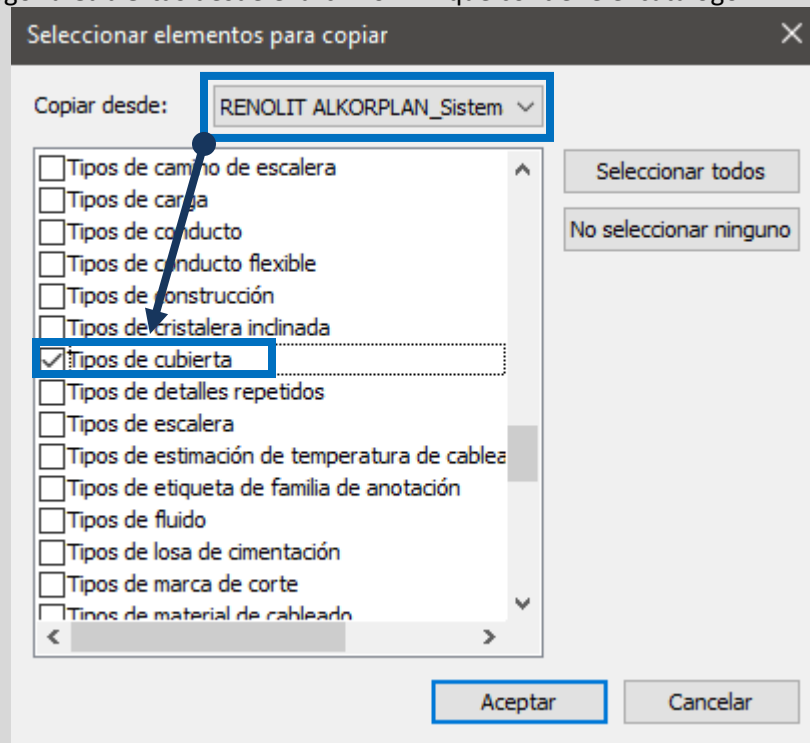 Seleccionar elementos para copiar
Copiar desde:
RENOLIT ALKORPLAN_Sistem
Tipos de camino de escalera
Tipos de carga
Tipos de conducto
Tipos de conducto flexible
Tipos de construcción
Tipos de cristalera inclinada
Tipos de cubierta
Tipos de detalles repetidos
Tipos de escalera
Tipos de estimación de temperatura de cablea
Tipos de etiqueta de familia de anotación
Tipos de fluido
Tipos de losa de cimentación
Tipos de marca de corte
Tipos de material de cableado
Seleccionar todos
No seleccionar ninguno
Aceptar
Cancelar